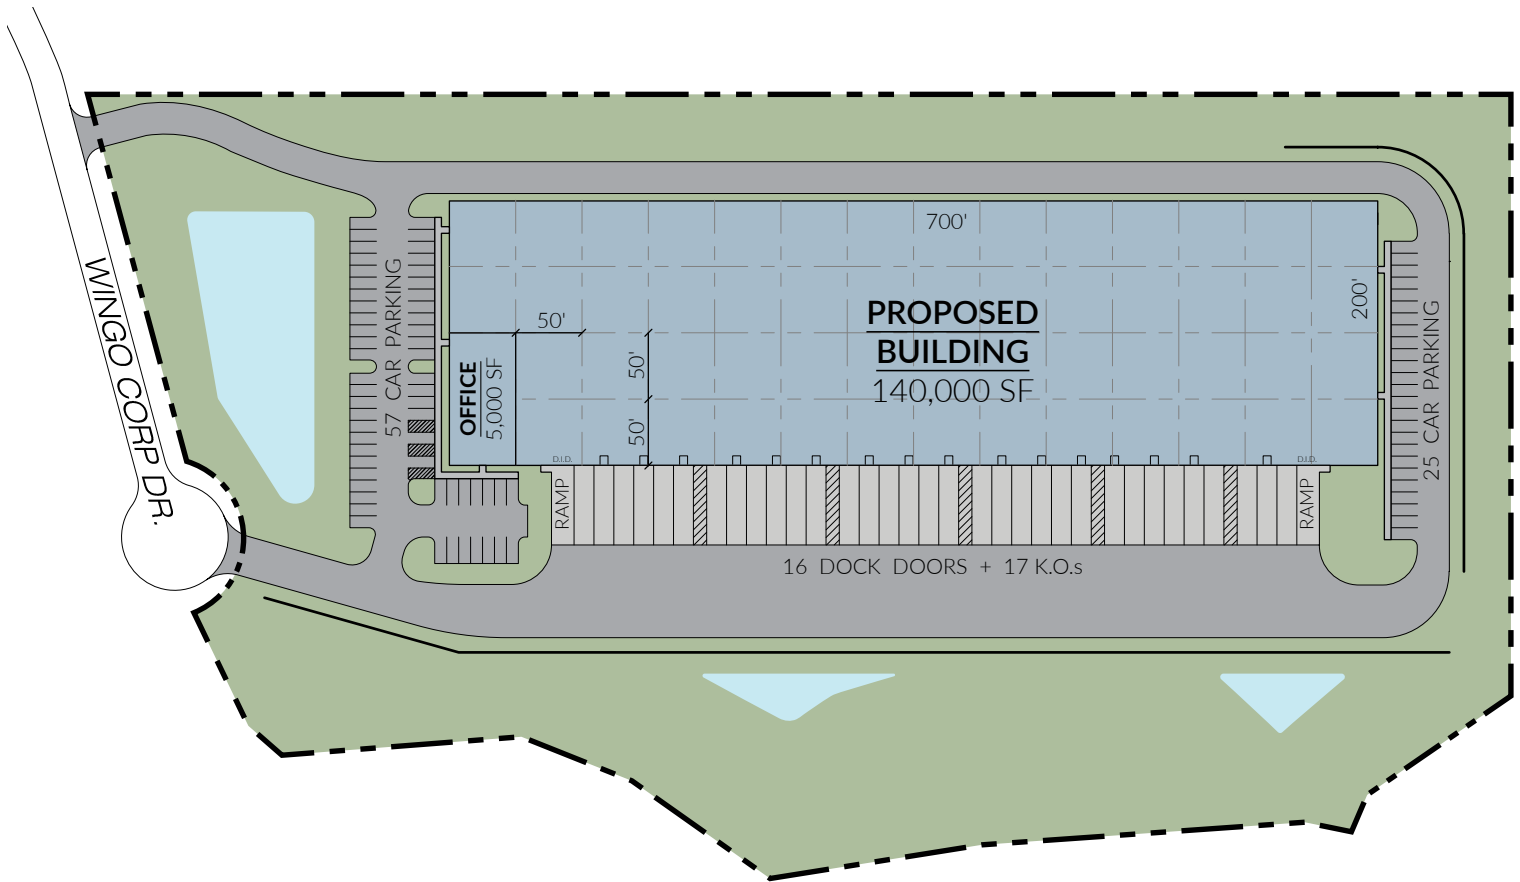 700'
WINGO CORP DR.
57 CAR PARKING
50'
50'
50'
OFFICE
5,000 SF
PROPOSED
BUILDING
140,000 SF
200'
25 CAR PARKING
D.I.D.
D.I.D.
RAMP
RAMP
16 DOCK DOORS + 17 K.O.s